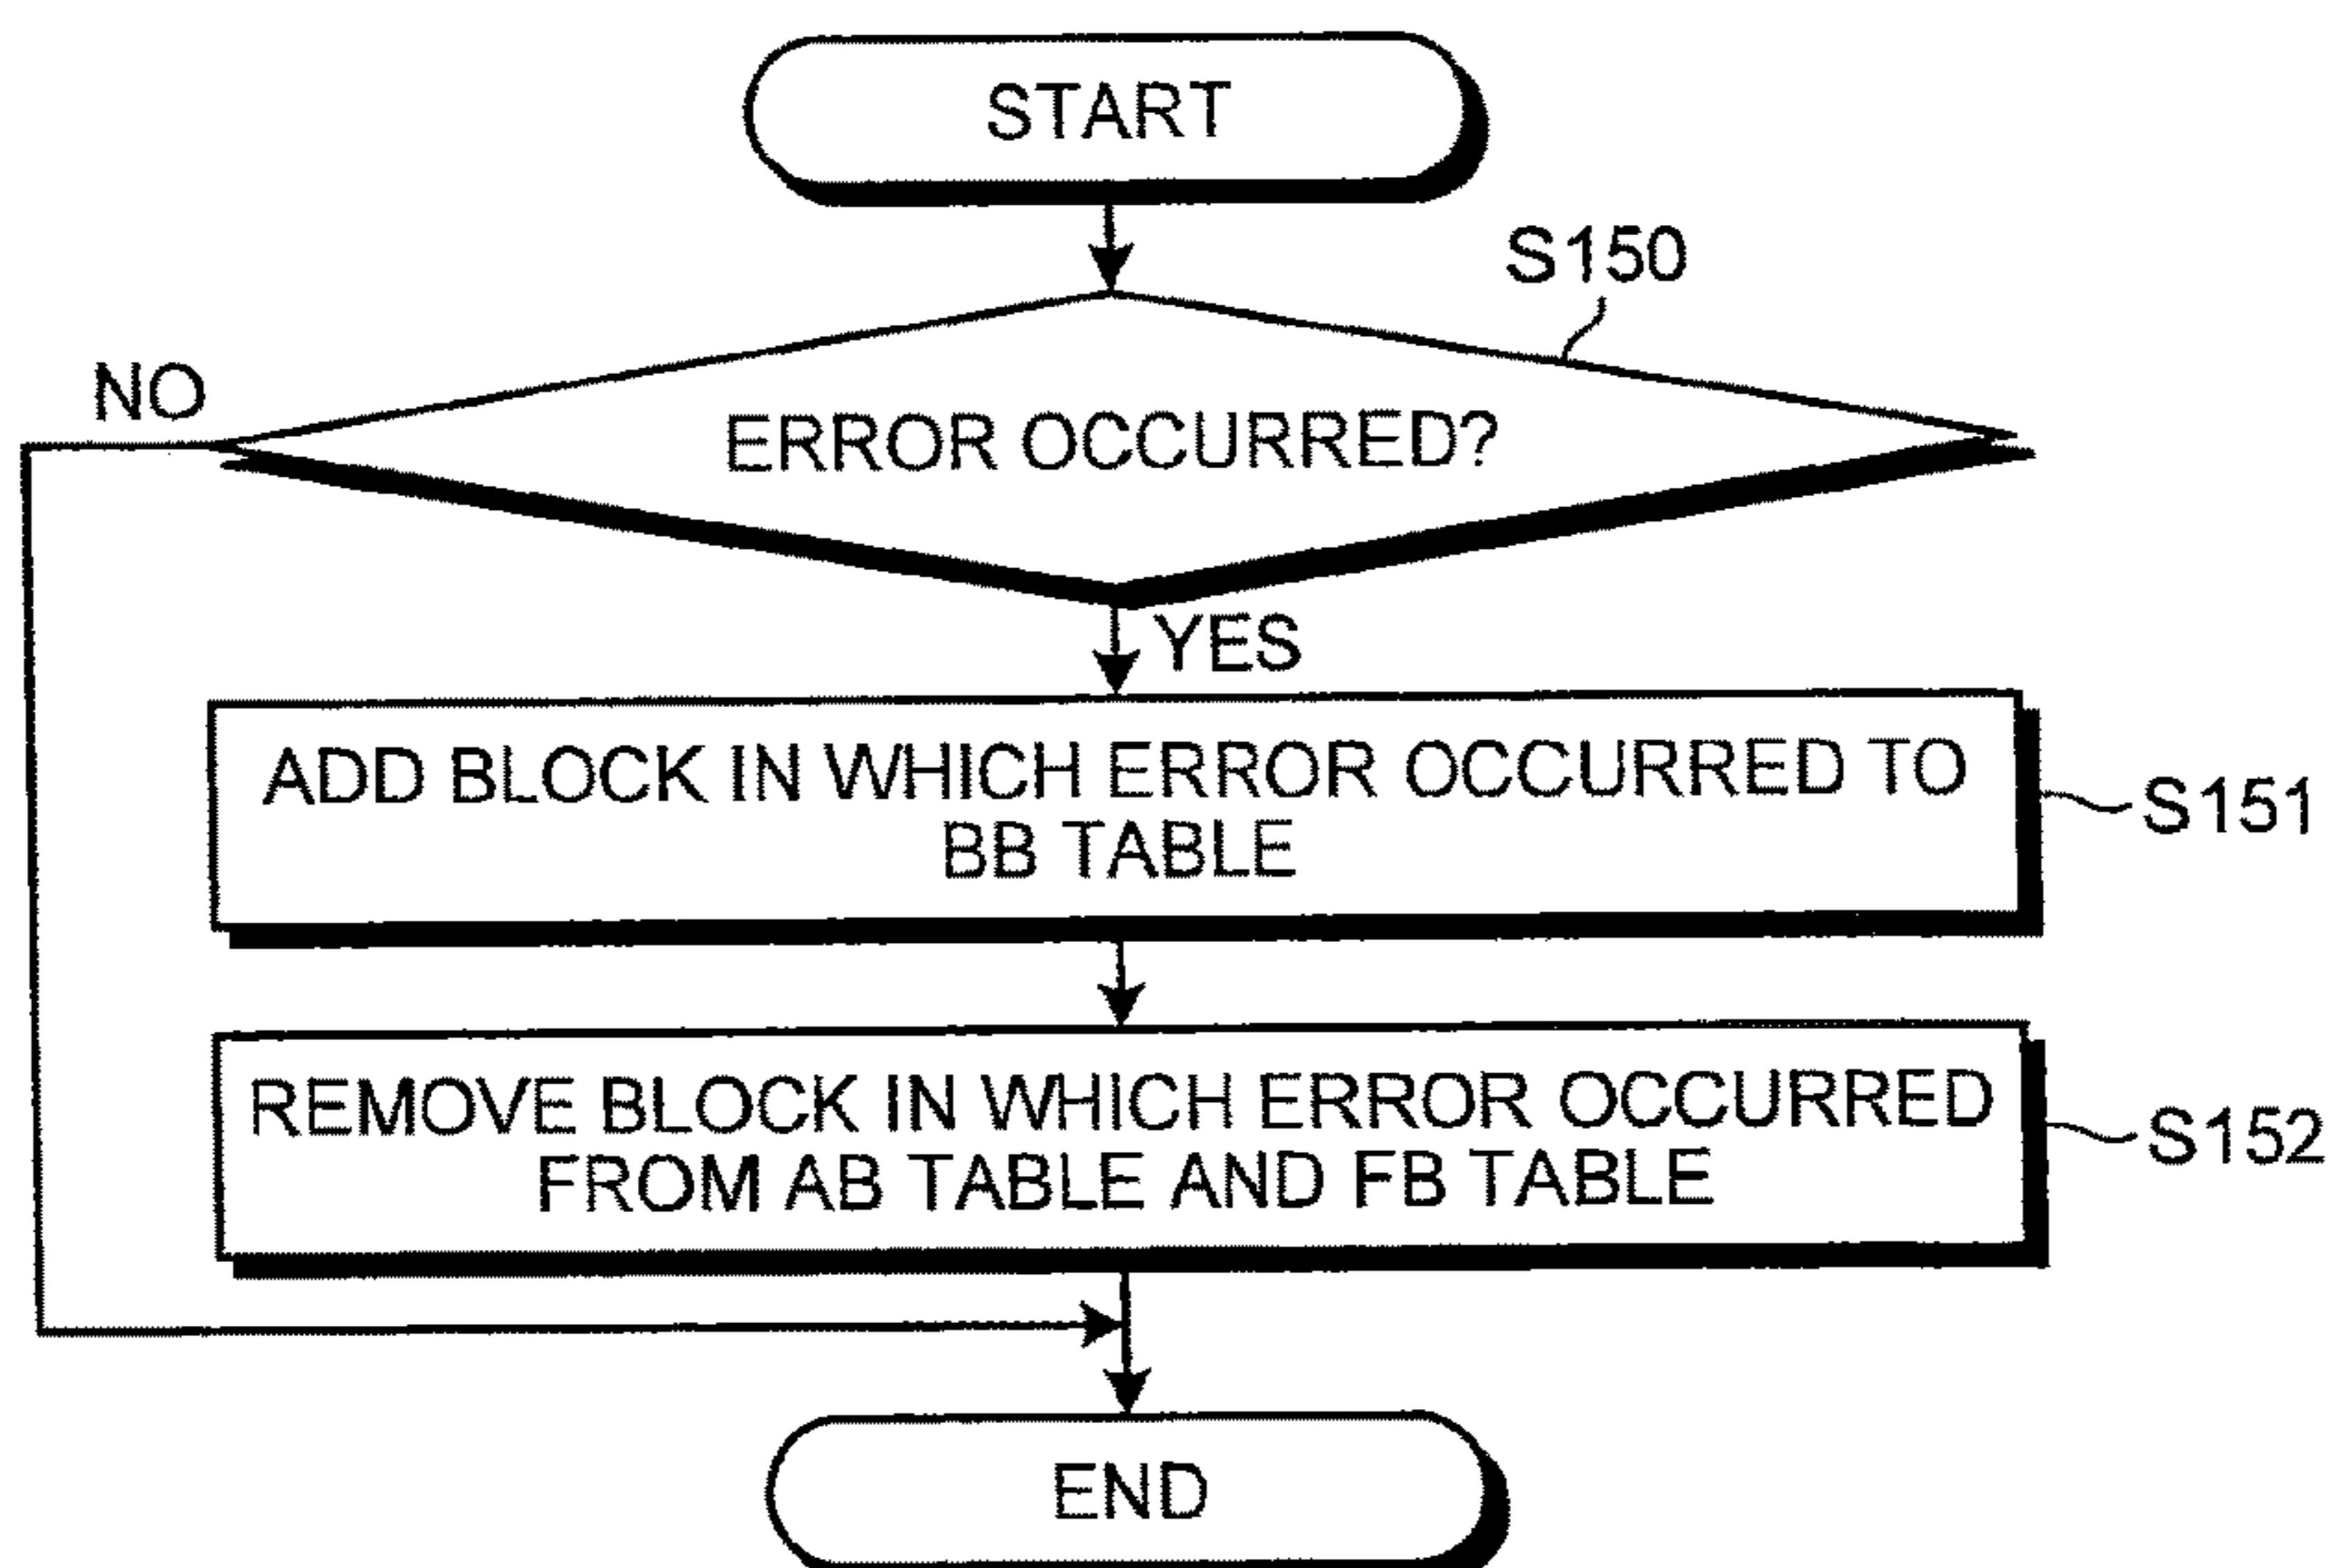 START
S150
NO
ERROR OCCURRED?
YES
ADD BLOCK IN WHICH ERROR OCCURRED TO
BB TABLE
S151
REMOVE BLOCK IN WHICH ERROR OCCURRED
FROM AB TABLE AND FB TABLE
S152
END